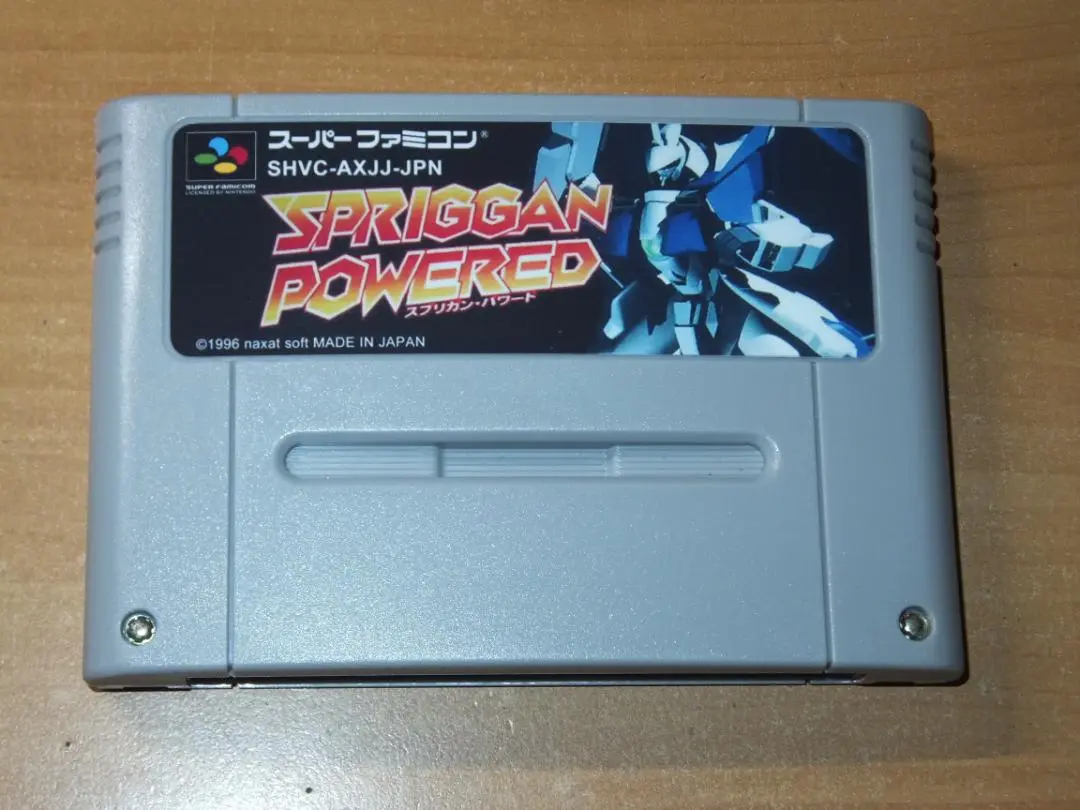 スーパーファミコン®
SUPER FAMICOM
LICENSED BY NINTENDO
SHVC-AXJJ-JPN
SPRIGGAN
POWERED
スプリガン・パワード
©1996 naxat soft MADE IN JAPAN